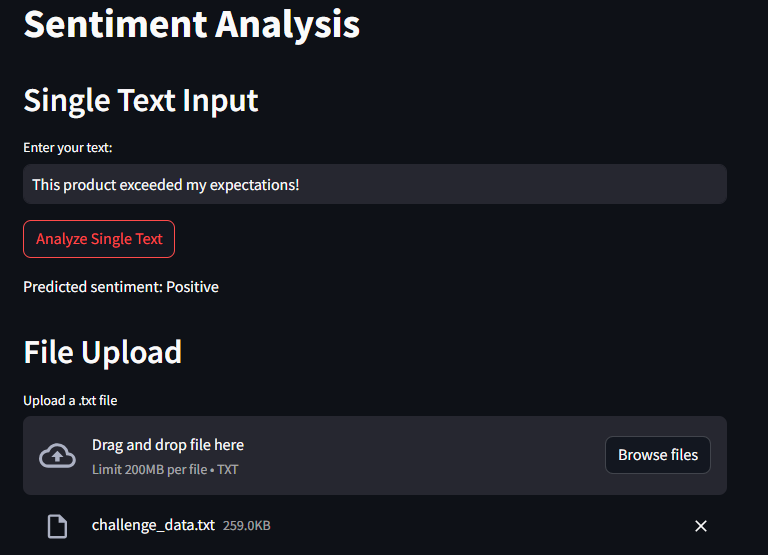 Sentiment Analysis
Single Text Input
Enter your text:
This product exceeded my expectations!
Analyze Single Text
Predicted sentiment: Positive
File Upload
Upload a .txt file
Drag and drop file here
Limit 200MB per file • TXT
Browse files
challenge_data.txt 259.0KB